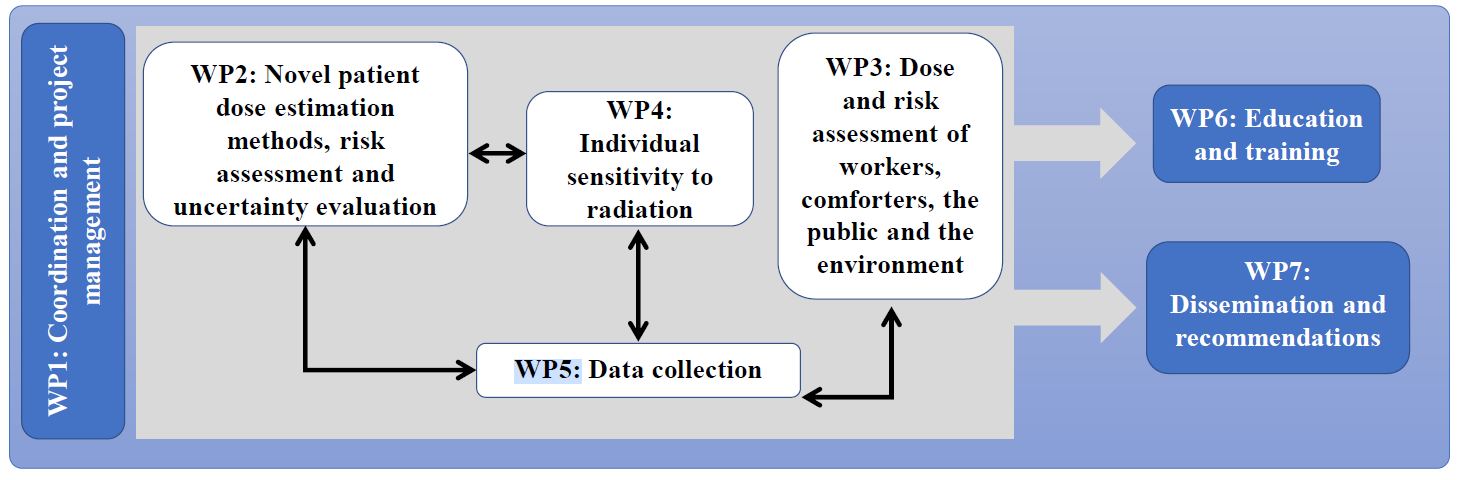 WP1: Coordination and project
management
WP2: Novel patient
dose estimation
methods, risk
assessment and
uncertainty evaluation
WP4:
Individual
sensitivity to
radiation
WP3: Dose
and risk
assessment of
workers,
comforters, the
public and the
environment
WP5: Data collection
WP6: Education
and training
WP7:
Dissemination and
recommendations